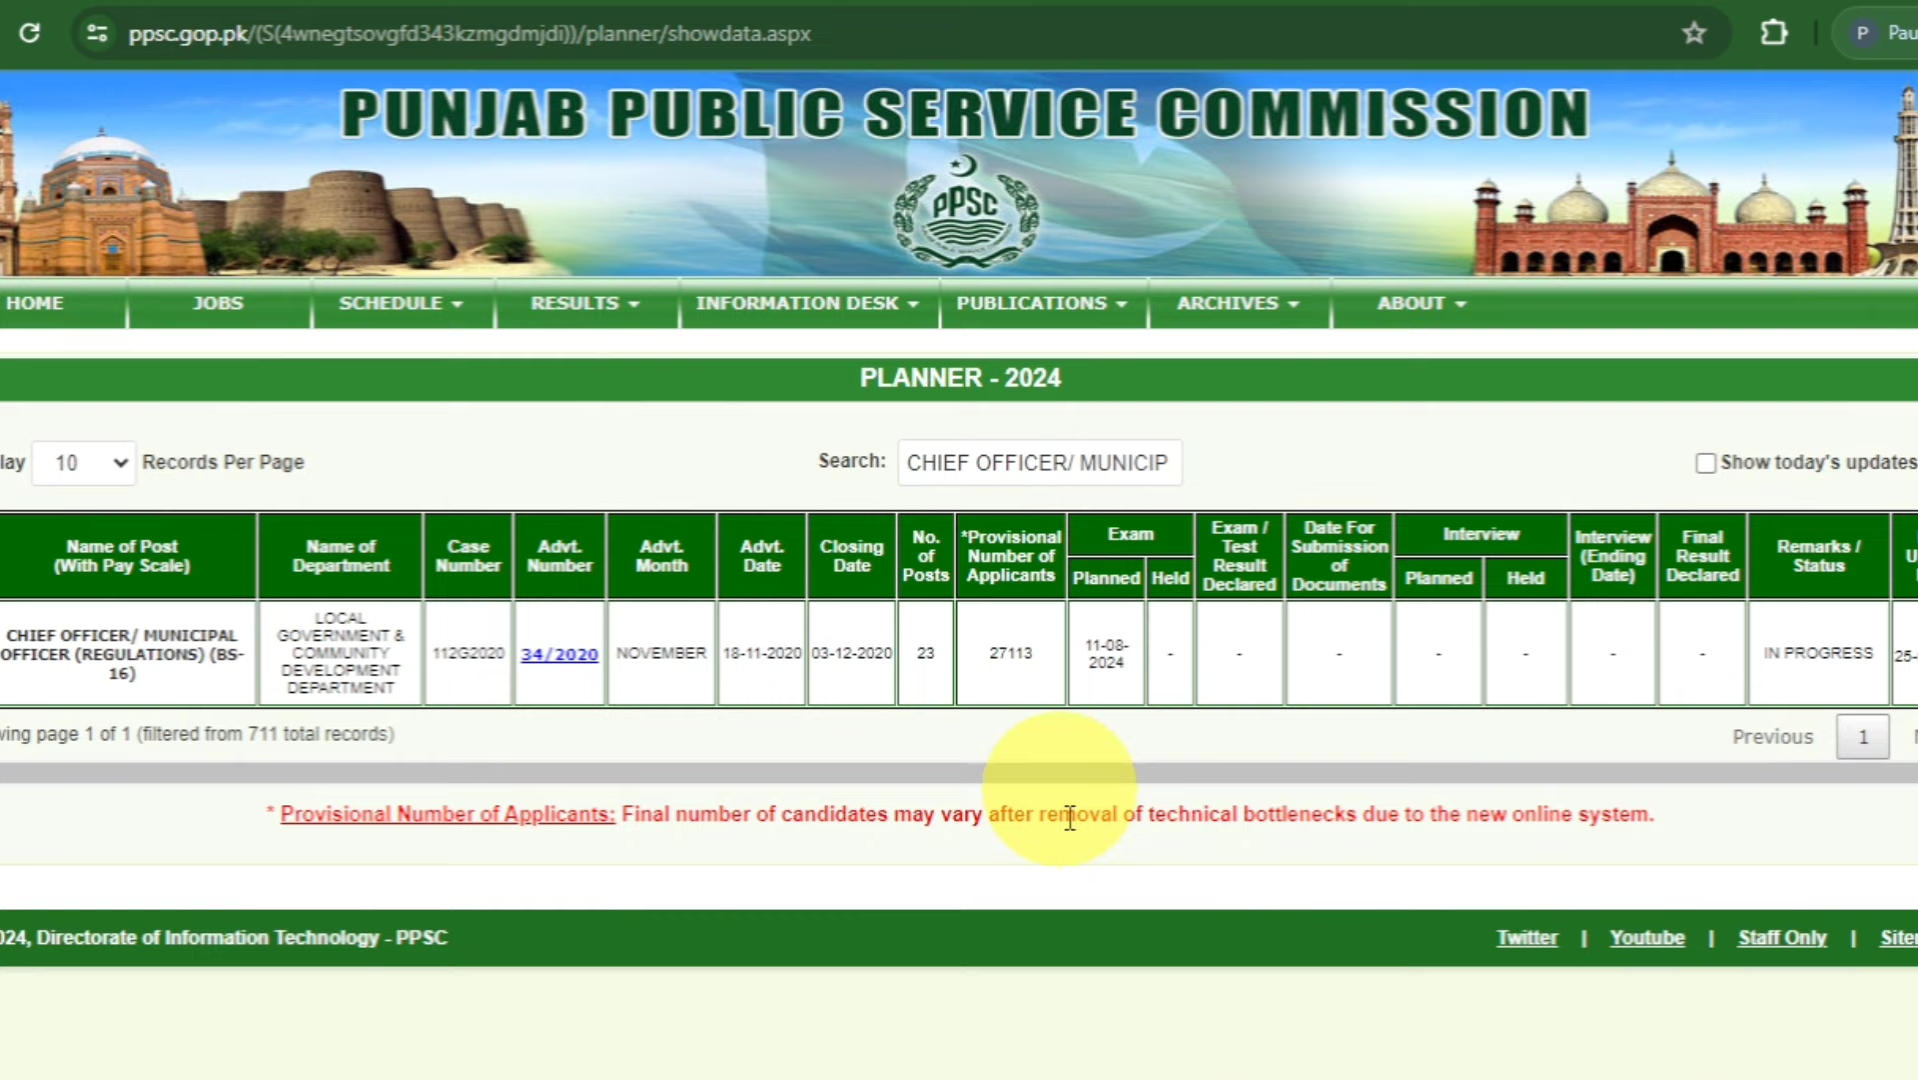 ppsc.gop.pk/(S(4wnegtsovgfd343kzmgdmjdi))/planner/showdata.aspx
P
Pau
PUNJAB PUBLIC SERVICE COMMISSION
PPSC
HOME
JOBS
SCHEDULE
RESULTS
INFORMATION DESK
PUBLICATIONS
ARCHIVES
ABOUT
PLANNER - 2024
lay 10 Records Per Page
Search: CHIEF OFFICER/ MUNICIP
Show today's updates
Name of Post
(With Pay Scale)
Name of
Department
Case
Number
Advt.
Number
Advt.
Month
Advt.
Date
Closing
Date
No.
of
Posts
*Provisional
Number of
Applicants
Exam
Planned
Held
Exam /
Test
Result
Declared
Date For
Submission
of
Documents
Interview
Planned
Held
Interview
(Ending
Date)
Final
Result
Declared
Remarks /
Status
U
CHIEF OFFICER/ MUNICIPAL
OFFICER (REGULATIONS) (BS-
16)
LOCAL
GOVERNMENT &
COMMUNITY
DEVELOPMENT
DEPARTMENT
112G2020
34/2020
NOVEMBER
18-11-2020
03-12-2020
23
27113
11-08-
2024
-
-
-
-
-
-
-
IN PROGRESS
25-
ving page 1 of 1 (filtered from 711 total records)
Previous
1
* Provisional Number of Applicants: Final number of candidates may vary after removal of technical bottlenecks due to the new online system.
024, Directorate of Information Technology - PPSC
Twitter | Youtube | Staff Only | Siter